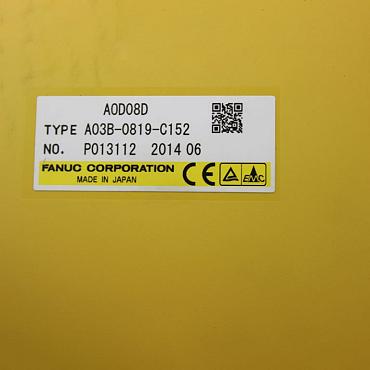 AOD08D
TYPE A03B-0819-C152
NO. P013112 2014 06
FANUC CORPORATION
MADE IN JAPAN
CE
EMC